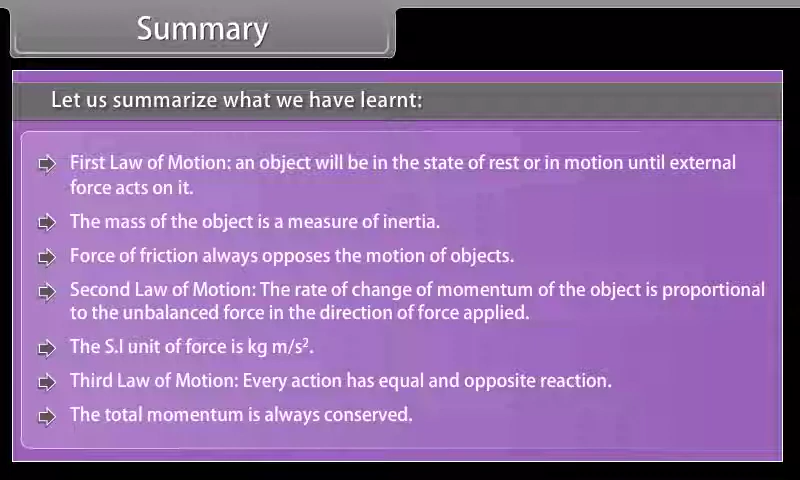 Summary
Let us summarize what we have learnt:
First Law of Motion: an object will be in the state of rest or in motion until external
force acts on it.
The mass of the object is a measure of inertia.
Force of friction always opposes the motion of objects.
Second Law of Motion: The rate of change of momentum of the object is proportional
to the unbalanced force in the direction of force applied.
The S.I unit of force is kg m/s².
Third Law of Motion: Every action has equal and opposite reaction.
The total momentum is always conserved.